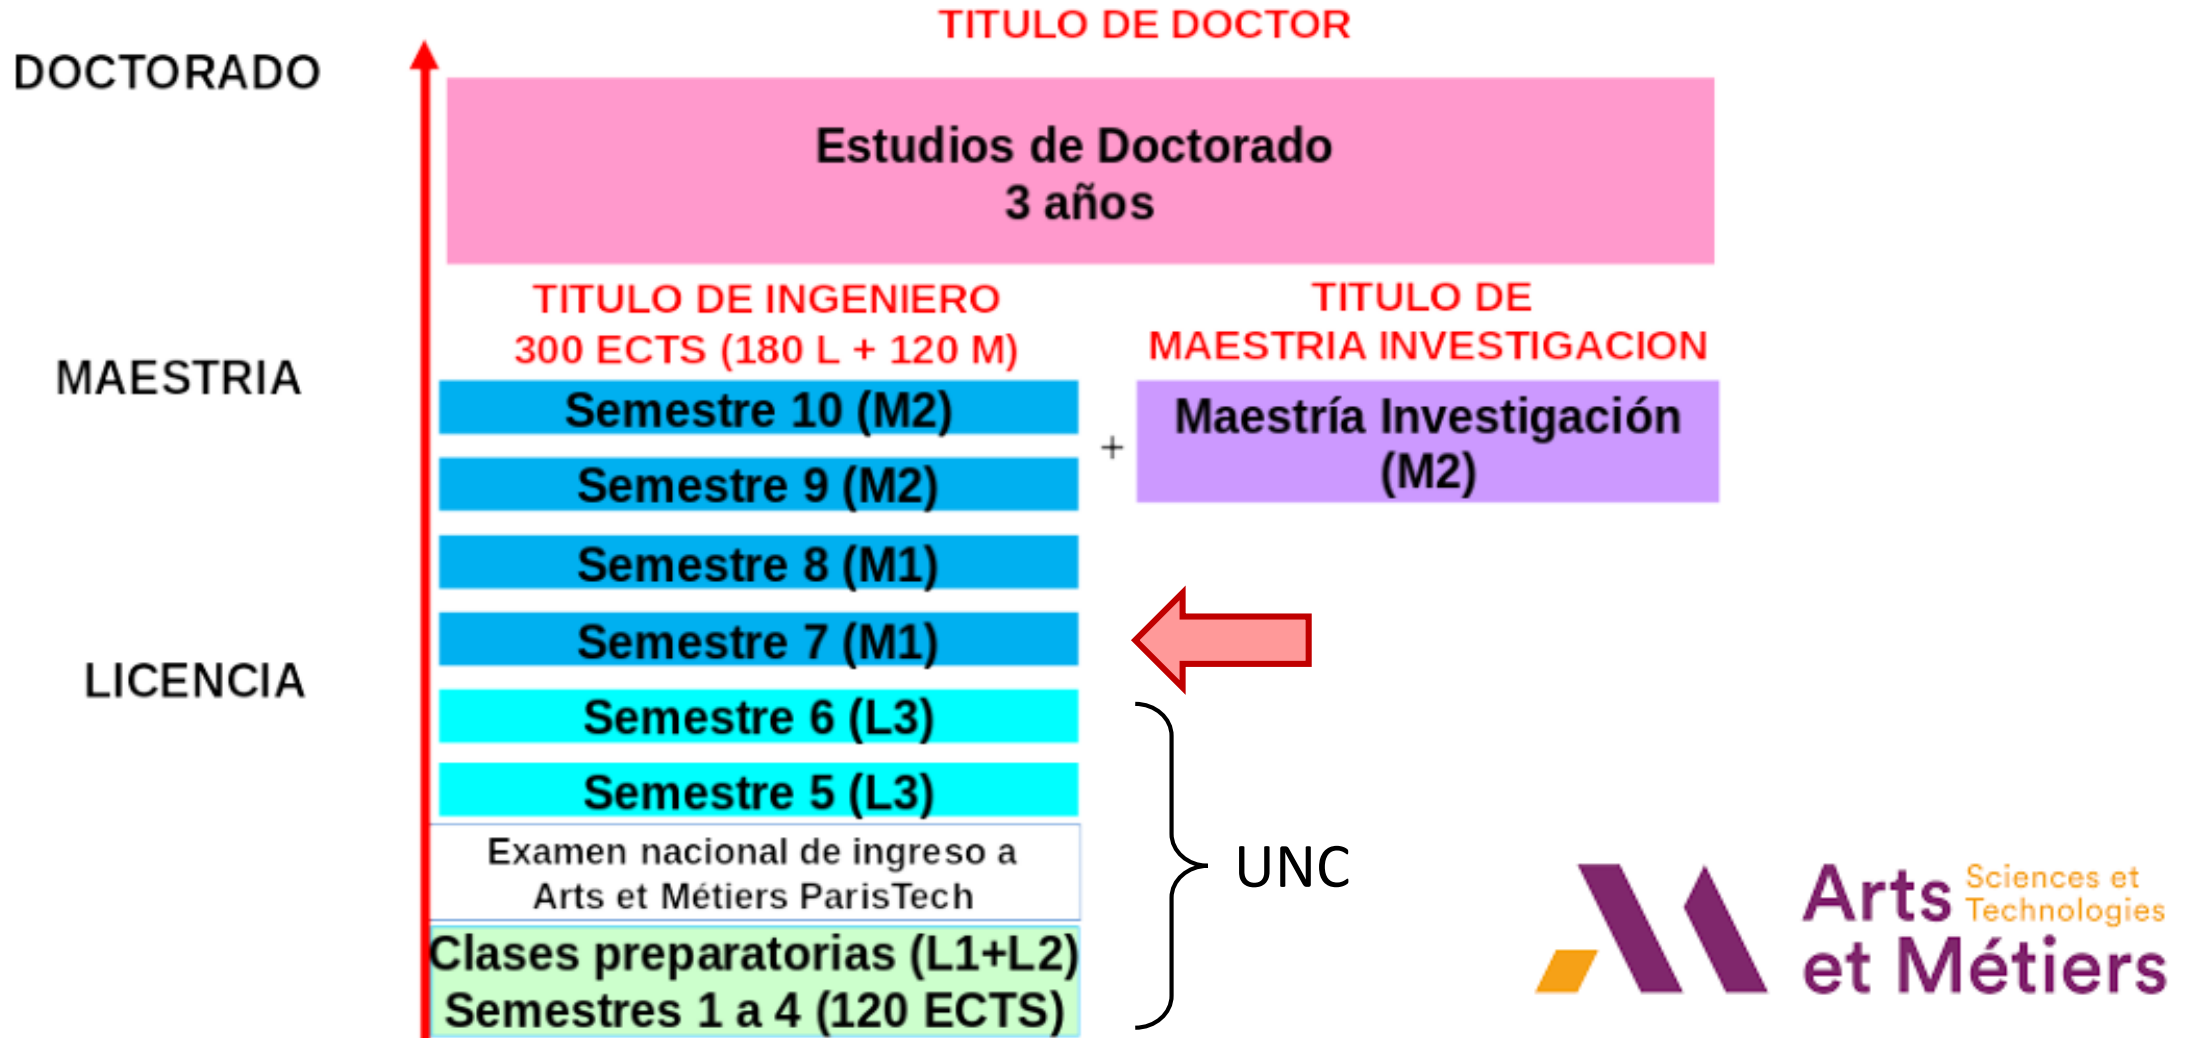 TITULO DE DOCTOR
DOCTORADO
Estudios de Doctorado
3 años
TITULO DE INGENIERO
300 ECTS (180 L + 120 M)
TITULO DE
MAESTRIA INVESTIGACION
MAESTRIA
Semestre 10 (M2)
Semestre 9 (M2)
+
Maestría Investigación
(M2)
Semestre 8 (M1)
Semestre 7 (M1)
LICENCIA
Semestre 6 (L3)
Semestre 5 (L3)
Examen nacional de ingreso a
Arts et Métiers ParisTech
Clases preparatorias (L1+L2)
Semestres 1 a 4 (120 ECTS)
UNC
Arts
et Métiers
Sciences et
Technologies